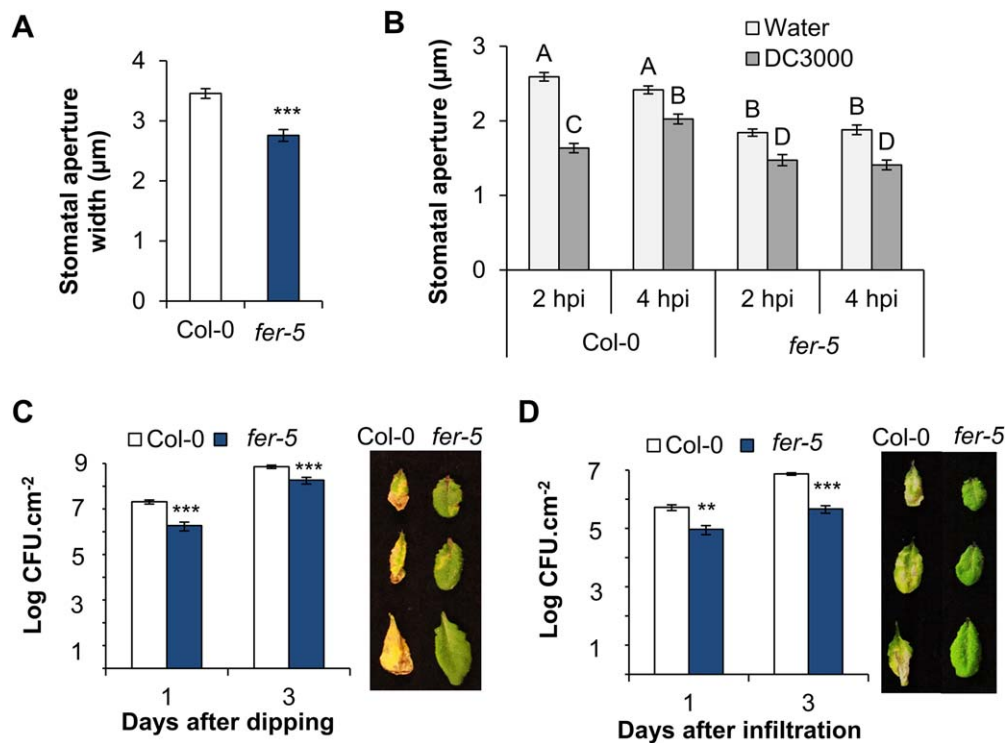 A
Stomatal aperture
width (µm)
4
3
2
1
0
***
Col-0 fer-5
B
Stomatal aperture (µm)
3
2
1
0
Water
DC3000
A A
C B B B
D D
2 hpi 4 hpi 2 hpi 4 hpi
Col-0 fer-5
C
Col-0 fer-5
Log CFU.cm-2
9
7
5
3
1
***
***
1 3
Days after dipping
Col-0 fer-5
D
Col-0 fer-5
Log CFU.cm-2
7
5
3
1
**
***
1 3
Days after infiltration
Col-0 fer-5